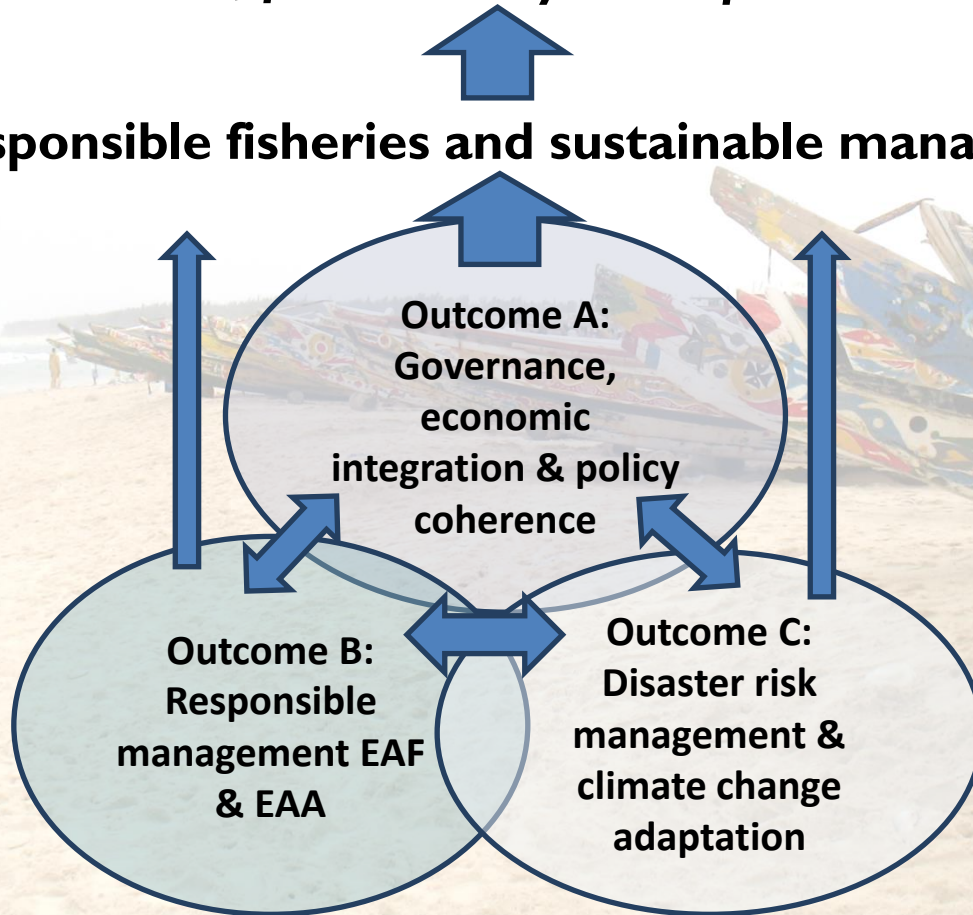 sponsible fisheries and sustainable mana
Outcome A:
Governance,
economic
integration & policy
coherence
Outcome B:
Responsible
management EAF
& EAA
Outcome C:
Disaster risk
management &
climate change
adaptation